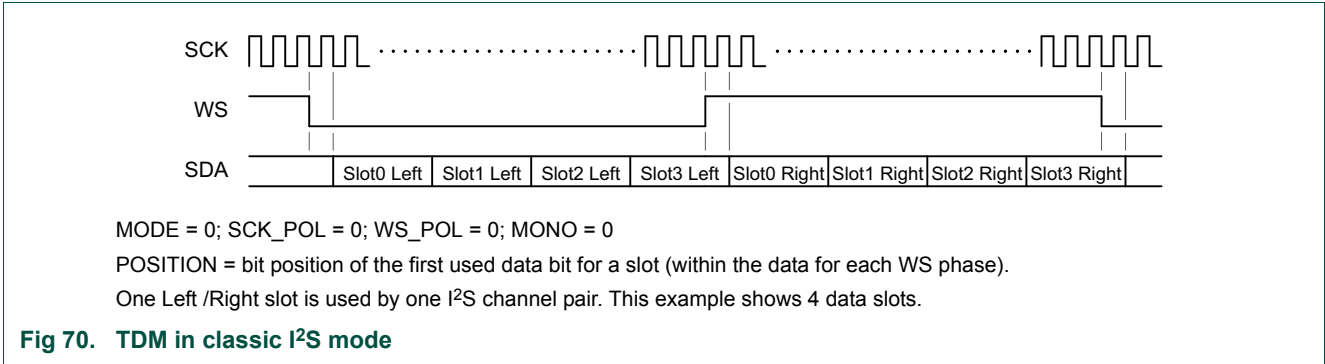 SCK
WS
SDA
Slot0 Left Slot1 Left Slot2 Left Slot3 Left Slot0 Right Slot1 Right Slot2 Right Slot3 Right
MODE = 0; SCK_POL = 0; WS_POL = 0; MONO = 0
POSITION = bit position of the first used data bit for a slot (within the data for each WS phase).
One Left /Right slot is used by one I²S channel pair. This example shows 4 data slots.
Fig 70. TDM in classic I²S mode